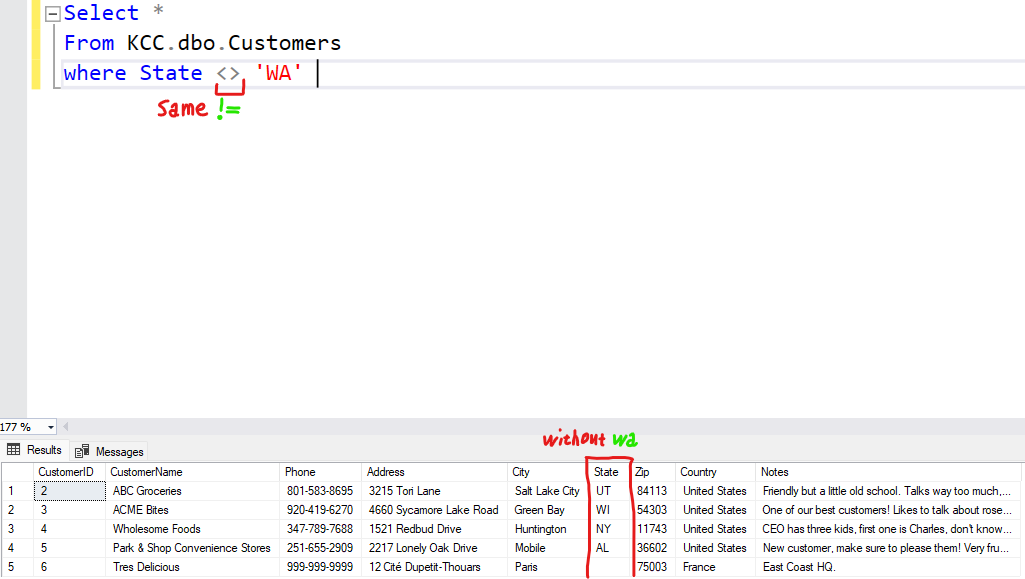 Select *
From KCC.dbo.Customers
where State <> 'WA'
Same !=
177 %
without wa
Results Messages
CustomerID CustomerName Phone Address City State Zip Country Notes
1 2 ABC Groceries 801-583-8695 3215 Tori Lane Salt Lake City UT 84113 United States Friendly but a little old school. Talks way too much,...
2 3 ACME Bites 920-419-6270 4660 Sycamore Lake Road Green Bay WI 54303 United States One of our best customers! Likes to talk about rose...
3 4 Wholesome Foods 347-789-7688 1521 Redbud Drive Huntington NY 11743 United States CEO has three kids, first one is Charles, don't know...
4 5 Park & Shop Convenience Stores 251-655-2909 2217 Lonely Oak Drive Mobile AL 36602 United States New customer, make sure to please them! Very fru...
5 6 Tres Delicious 999-999-9999 12 Cité Dupetit-Thouars Paris 75003 France East Coast HQ.